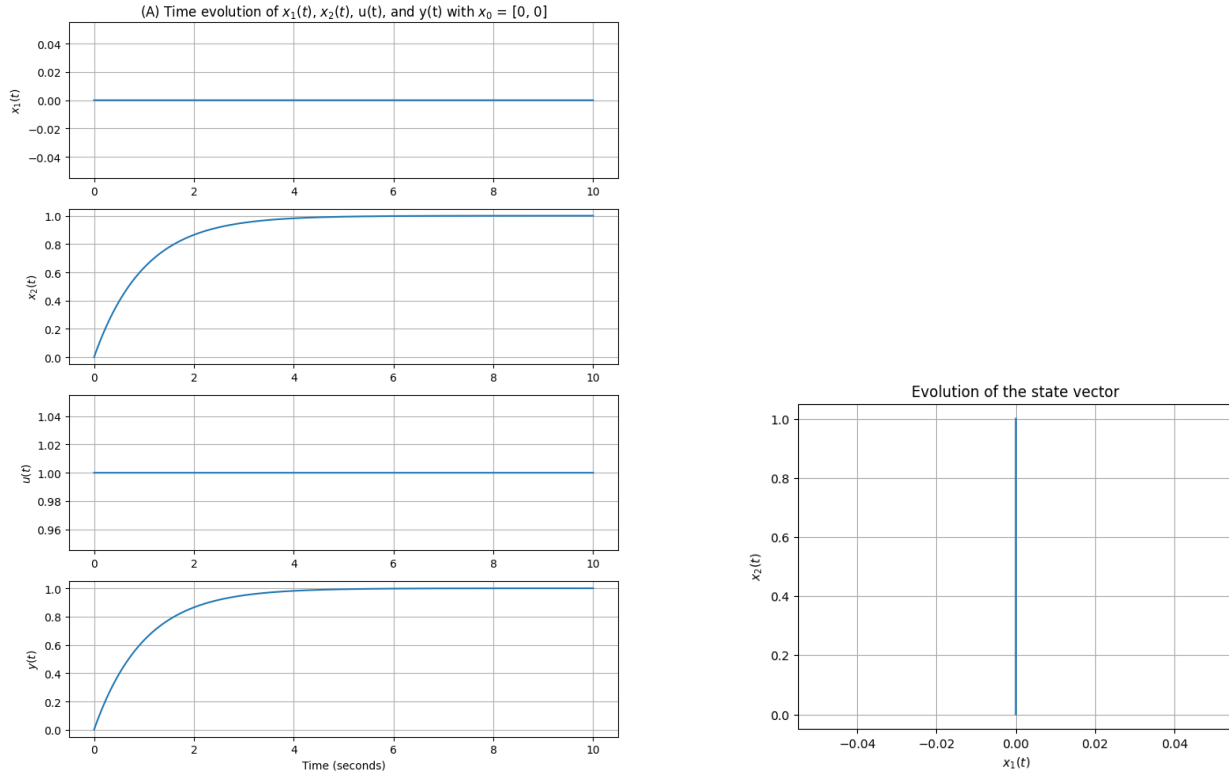 (A) Time evolution of x₁(t), x₂(t), u(t), and y(t) with x₀ = [0, 0]
0.04
0.02
0.00
−0.02
−0.04
x₁(t)
0 2 4 6 8 10
1.0
0.8
0.6
0.4
0.2
0.0
x₂(t)
0 2 4 6 8 10
1.04
1.02
1.00
0.98
0.96
u(t)
0 2 4 6 8 10
1.0
0.8
0.6
0.4
0.2
0.0
y(t)
0 2 4 6 8 10
Time (seconds)
Evolution of the state vector
1.0
0.8
0.6
0.4
0.2
0.0
x₂(t)
−0.04 −0.02 0.00 0.02 0.04
x₁(t)